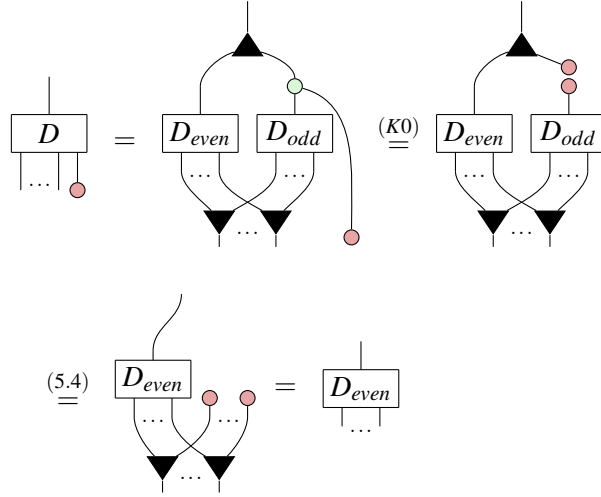 D ... = D_even D_odd ... ... ... (K0) = D_even D_odd ... ... ...
(5.4) = D_even ... ... ... = D_even ...